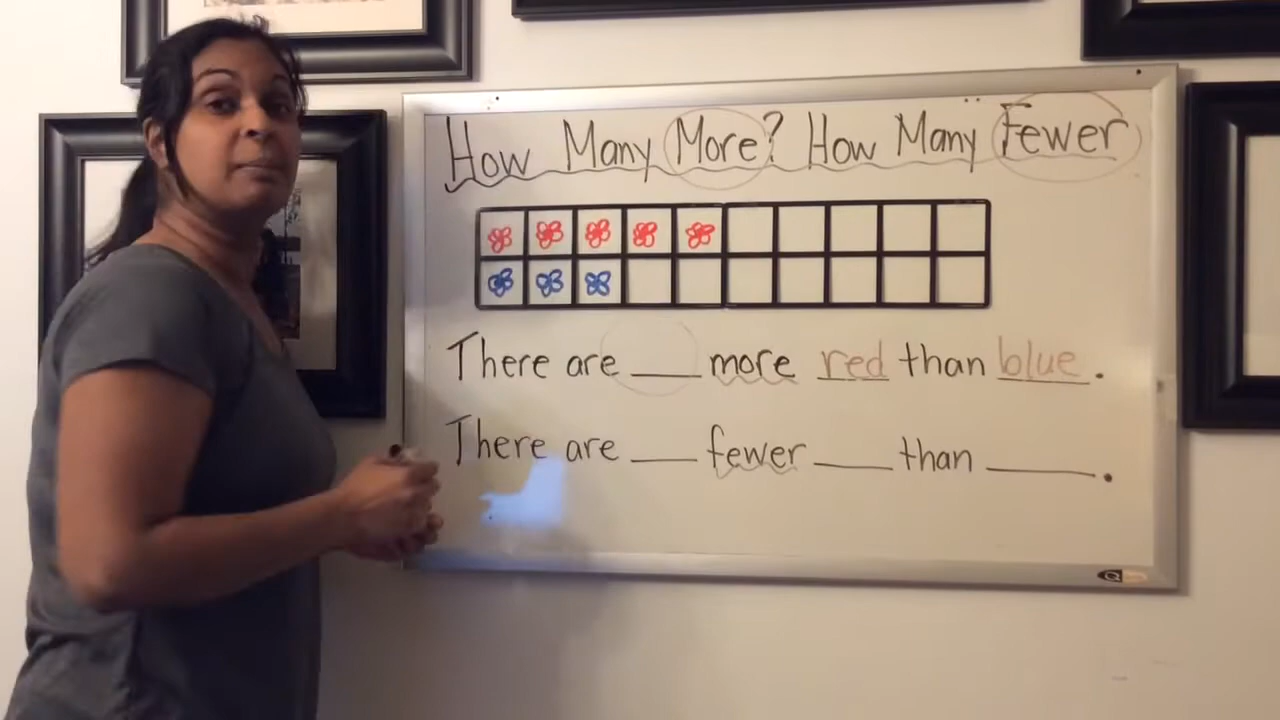 How Many More? How Many Fewer
There are ___ more red than blue.
There are ___ fewer ___ than ___.